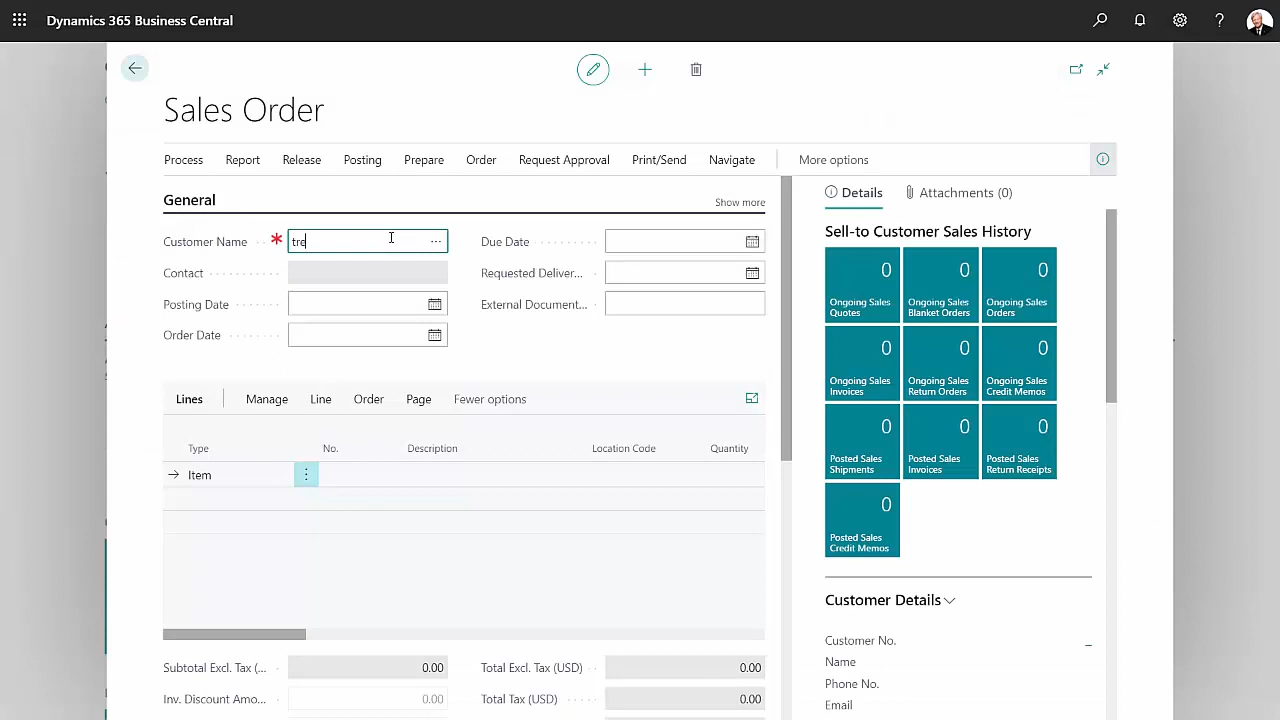 Dynamics 365 Business Central
Sales Order
Process Report Release Posting Prepare Order Request Approval Print/Send Navigate More options
General Show more
Customer Name * tre ...
Contact
Posting Date
Order Date
Due Date
Requested Deliver...
External Document...
Lines Manage Line Order Page Fewer options
Type No. Description Location Code Quantity
Item
Subtotal Excl. Tax (... 0.00
Inv. Discount Amo... 0.00
Total Excl. Tax (USD) 0.00
Total Tax (USD) 0.00
Details Attachments (0)
Sell-to Customer Sales History
0
Ongoing Sales
Quotes
0
Ongoing Sales
Blanket Orders
0
Ongoing Sales
Orders
0
Ongoing Sales
Invoices
0
Ongoing Sales
Return Orders
0
Ongoing Sales
Credit Memos
0
Posted Sales
Shipments
0
Posted Sales
Invoices
0
Posted Sales
Return Receipts
0
Posted Sales
Credit Memos
Customer Details
Customer No. _
Name
Phone No.
Email